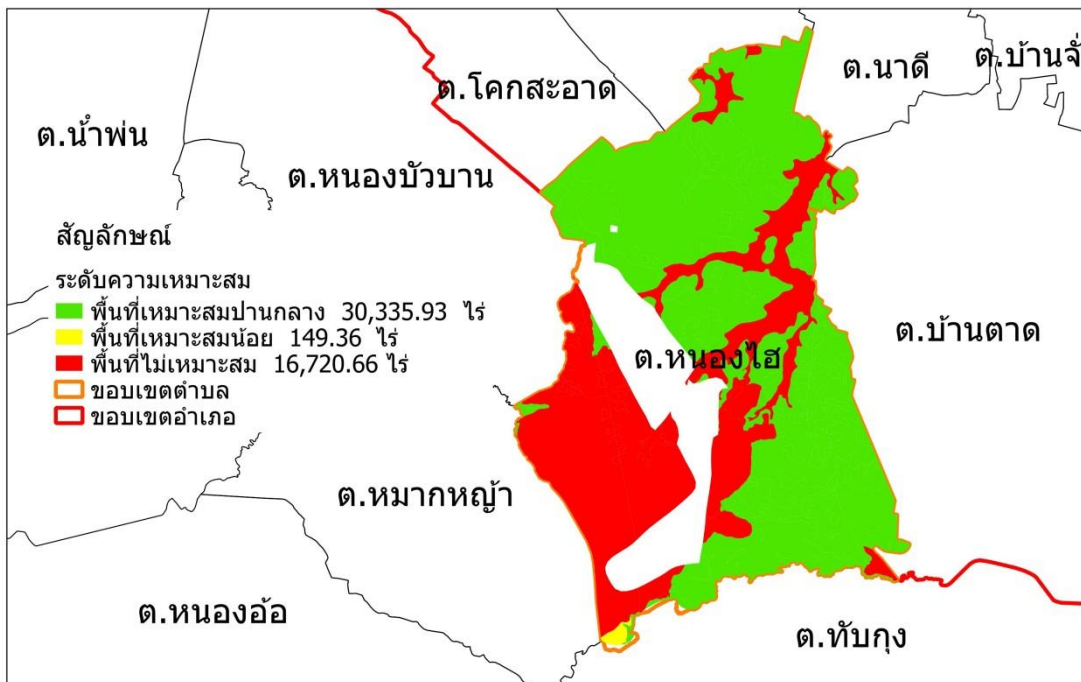 ต.บ้านจั่
ต.นาดี
ต.โคกสะอาด
ต.น้ำพ่น
ต.หนองบัวบาน
สัญลักษณ์
ระดับความเหมาะสม
พื้นที่เหมาะสมปานกลาง 30,335.93 ไร่
พื้นที่เหมาะสมน้อย 149.36 ไร่
พื้นที่ไม่เหมาะสม 16,720.66 ไร่
ขอบเขตตำบล
ขอบเขตอำเภอ
ต.บ้านตาด
ต.หนองไฮ
ต.หมากหญ้า
ต.หนองอ้อ
ต.ทับกุง